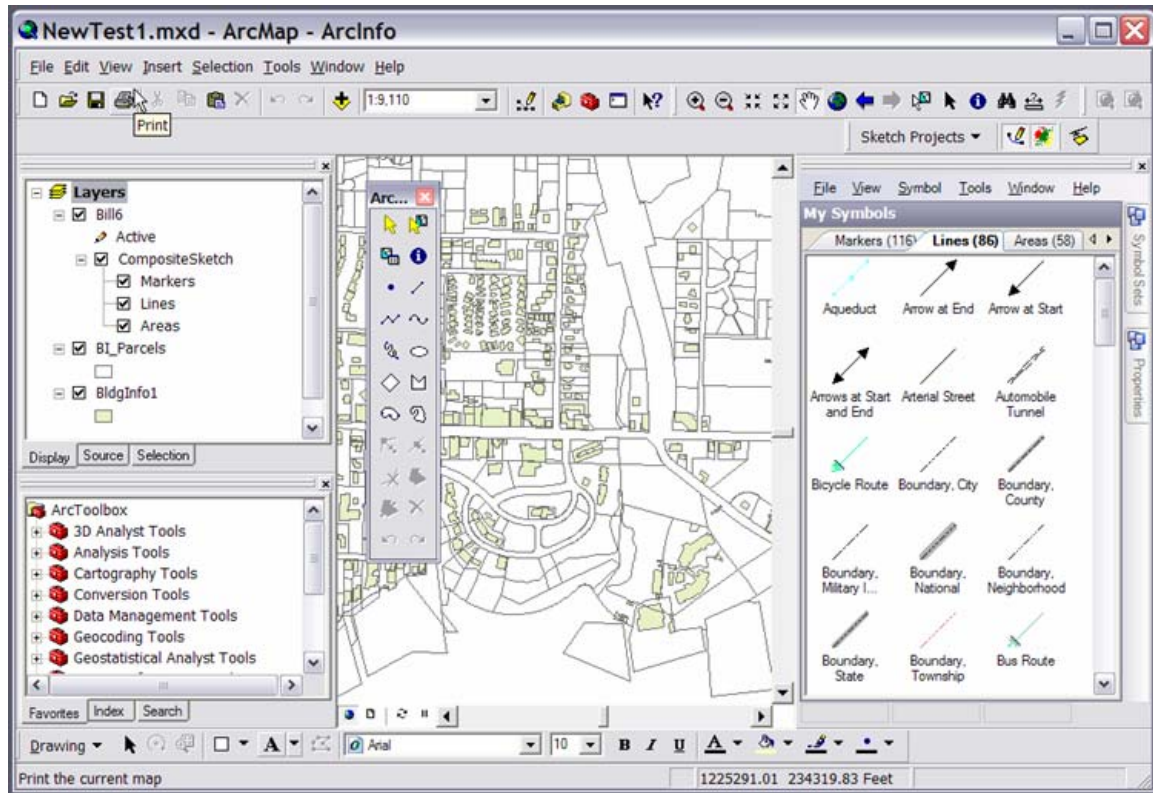 NewTest1.mxd - ArcMap - ArcInfo
File Edit View Insert Selection Tools Window Help
1:9,110
Print
Sketch Projects
Layers
Bill6
Active
CompositeSketch
Markers
Lines
Areas
BI_Parcels
BldgInfo1
Display Source Selection
ArcToolbox
3D Analyst Tools
Analysis Tools
Cartography Tools
Conversion Tools
Data Management Tools
Geocoding Tools
Geostatistical Analyst Tools
Favorites Index Search
Arc...
File View Symbol Tools Window Help
My Symbols
Markers (116) Lines (86) Areas (58)
Aqueduct Arrow at End Arrow at Start
Arrows at Start and End Arterial Street Automobile Tunnel
Bicycle Route Boundary, City Boundary, County
Boundary, Military I... Boundary, National Boundary, Neighborhood
Boundary, State Boundary, Township Bus Route
Symbol Sets
Properties
Drawing A Arial 10 B I U A
Print the current map
1225291.01 234319.83 Feet